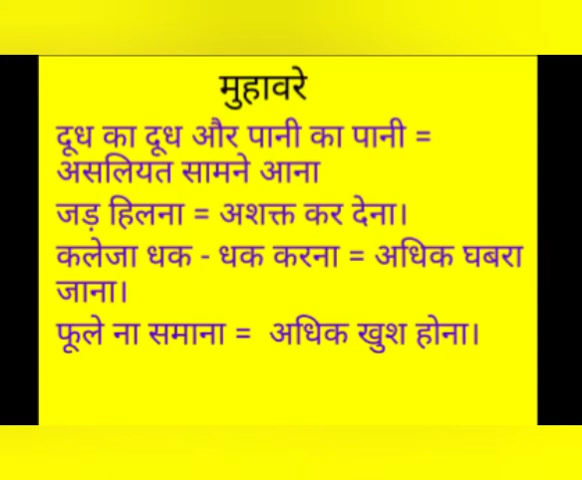 मुहावरे
दूध का दूध और पानी का पानी =
असलियत सामने आना
जड़ हिलना = अशक्त कर देना।
कलेजा धक - धक करना = अधिक घबरा
जाना।
फूले ना समाना = अधिक खुश होना।